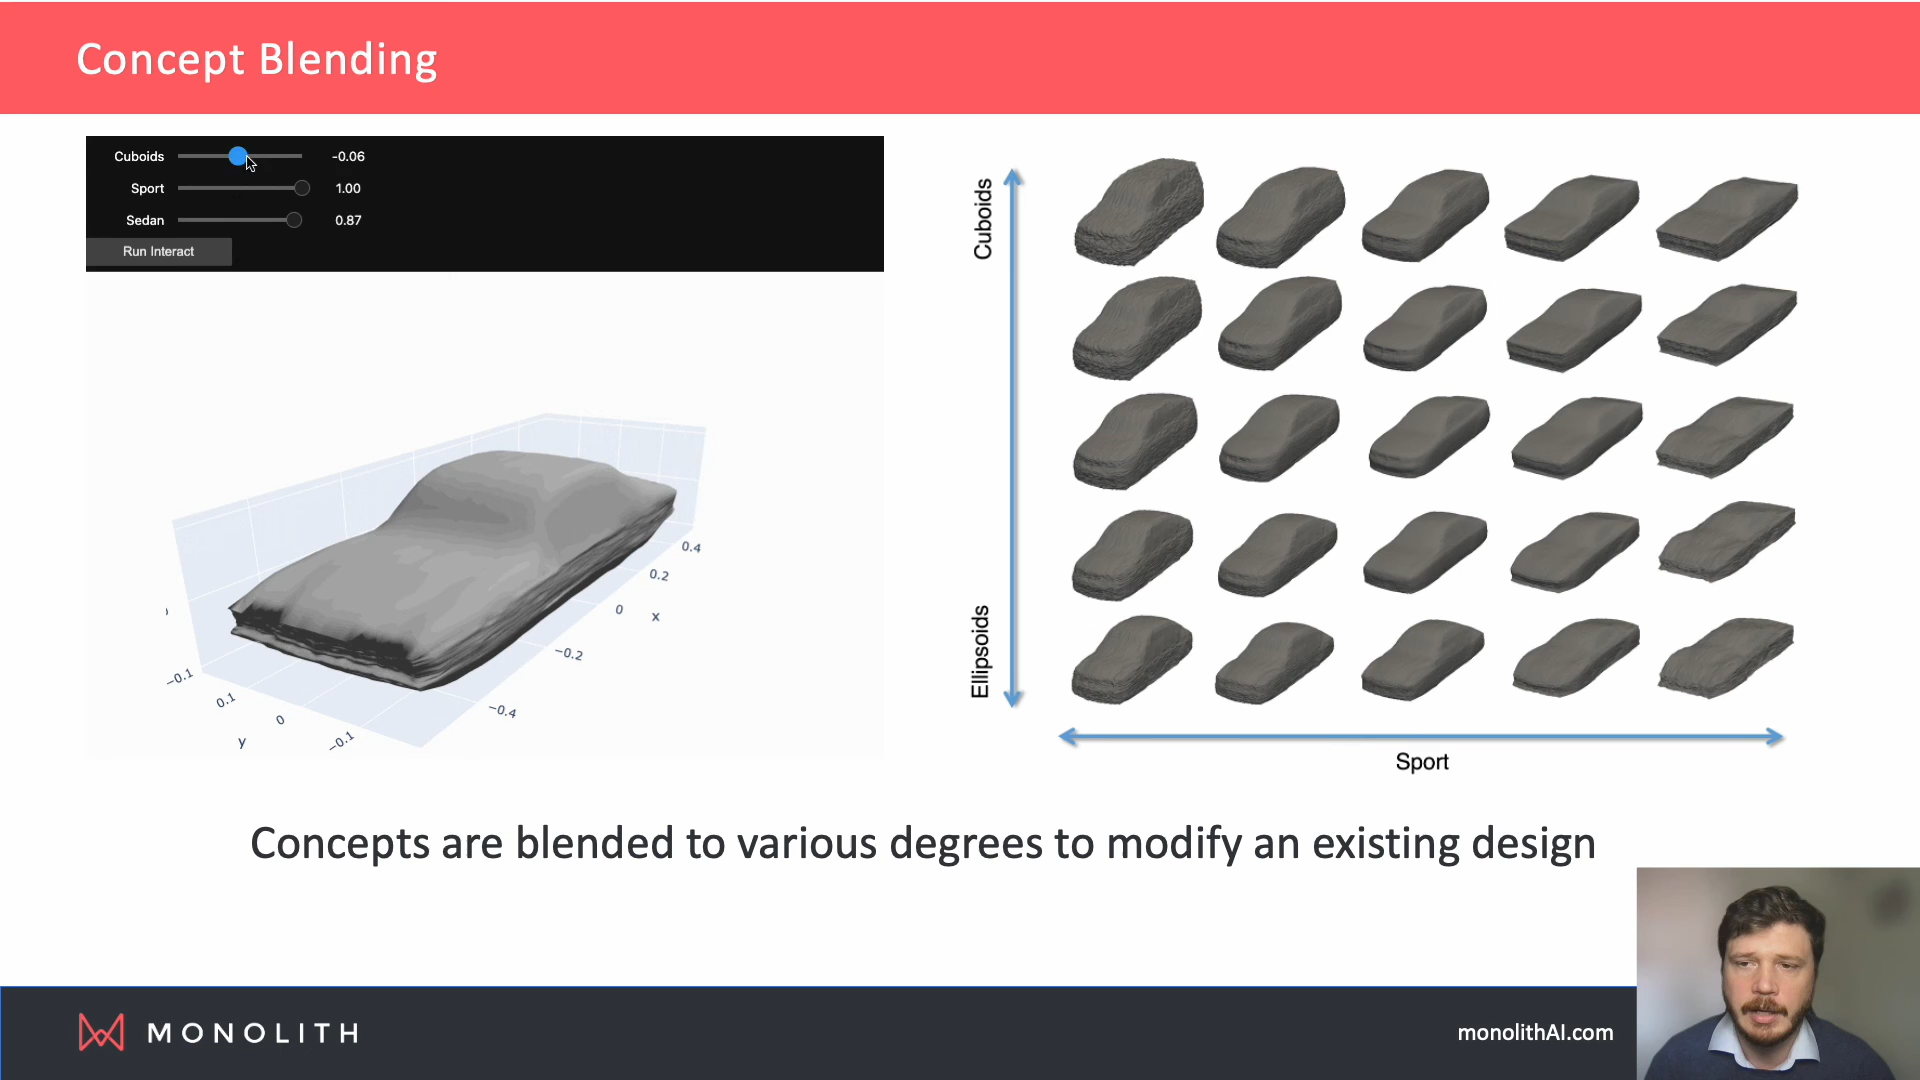 Concept Blending
Cuboids -0.06
Sport 1.00
Sedan 0.87
Run Interact
0.4
0.2
0
x
−0.2
−0.4
−0.1
0.1
0
y
−0.1
Cuboids
Ellipsoids
Sport
Concepts are blended to various degrees to modify an existing design
MONOLITH
monolithAI.com